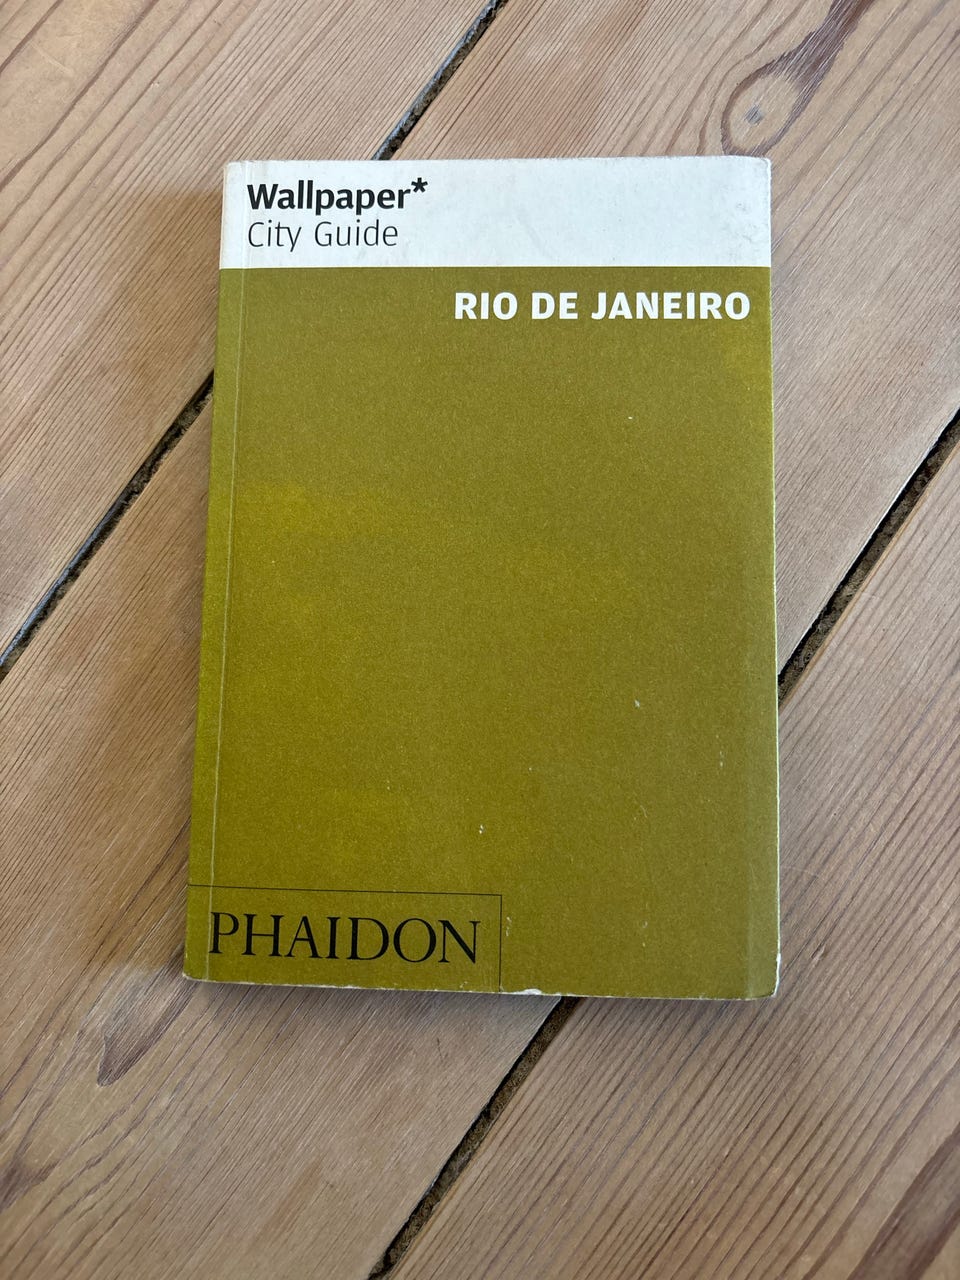 Wallpaper*
City Guide
RIO DE JANEIRO
PHAIDON